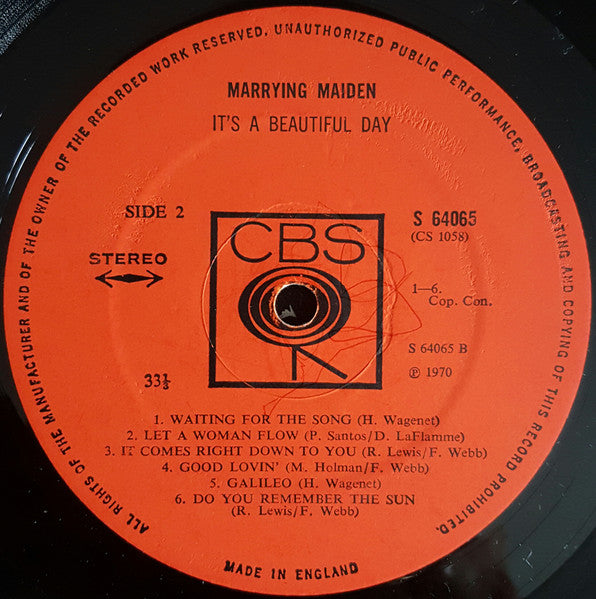 ALL RIGHTS OF THE MANUFACTURER AND OF THE OWNER OF THE RECORDED WORK RESERVED. UNAUTHORIZED PUBLIC PERFORMANCE, BROADCASTING AND COPYING OF THIS RECORD PROHIBITED.
MARRYING MAIDEN
IT'S A BEAUTIFUL DAY
SIDE 2
S 64065
(CS 1058)
CBS
STEREO
1—6.
Cop. Con.
S 64065 B
℗ 1970
33⅓
1. WAITING FOR THE SONG (H. Wagenet)
2. LET A WOMAN FLOW (P. Santos/D. LaFlamme)
3. IT COMES RIGHT DOWN TO YOU (R. Lewis/F. Webb)
4. GOOD LOVIN' (M. Holman/F. Webb)
5. GALILEO (H. Wagenet)
6. DO YOU REMEMBER THE SUN
(R. Lewis/F. Webb)
MADE IN ENGLAND